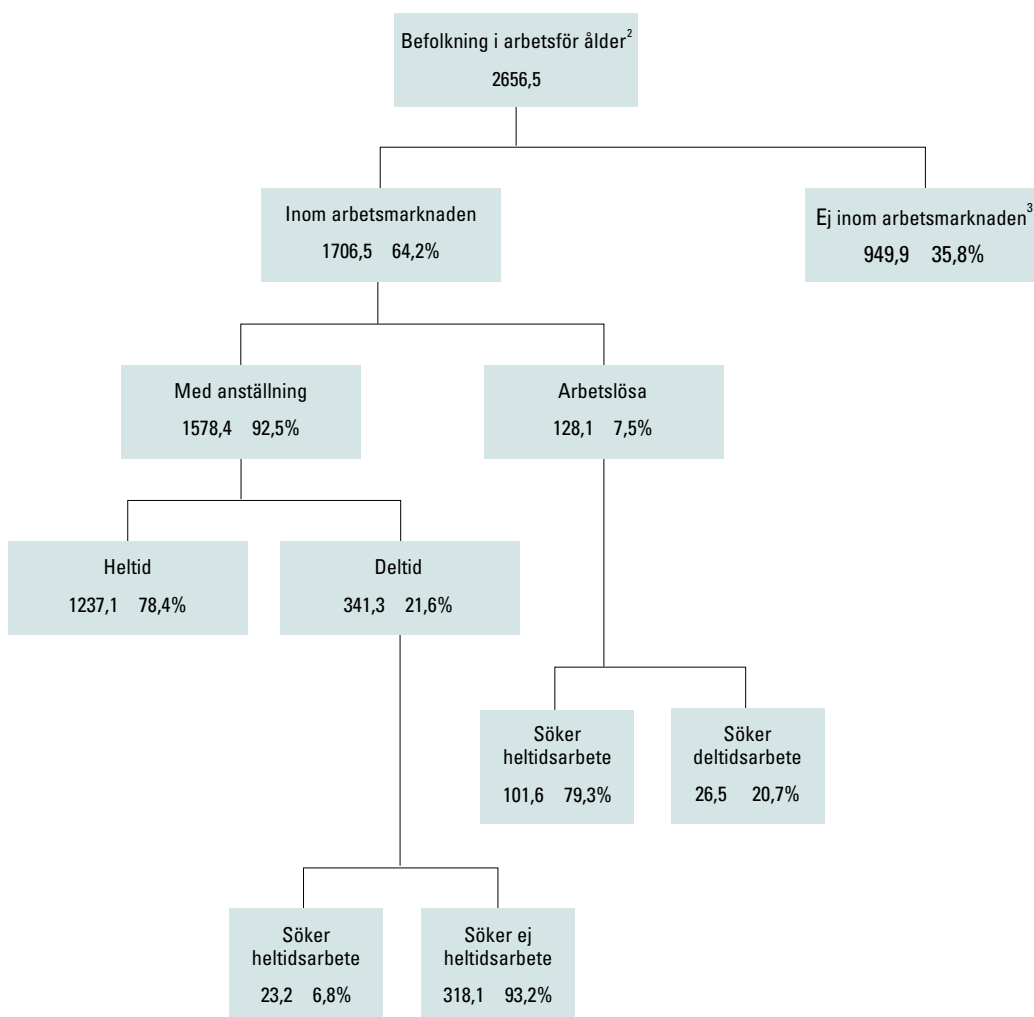 Befolkning i arbetsför ålder²
2656,5
Inom arbetsmarknaden
1706,5 64,2%
Ej inom arbetsmarknaden³
949,9 35,8%
Med anställning
1578,4 92,5%
Arbetslösa
128,1 7,5%
Heltid
1237,1 78,4%
Deltid
341,3 21,6%
Söker
heltidsarbete
101,6 79,3%
Söker
deltidsarbete
26,5 20,7%
Söker
heltidsarbete
23,2 6,8%
Söker ej
heltidsarbete
318,1 93,2%